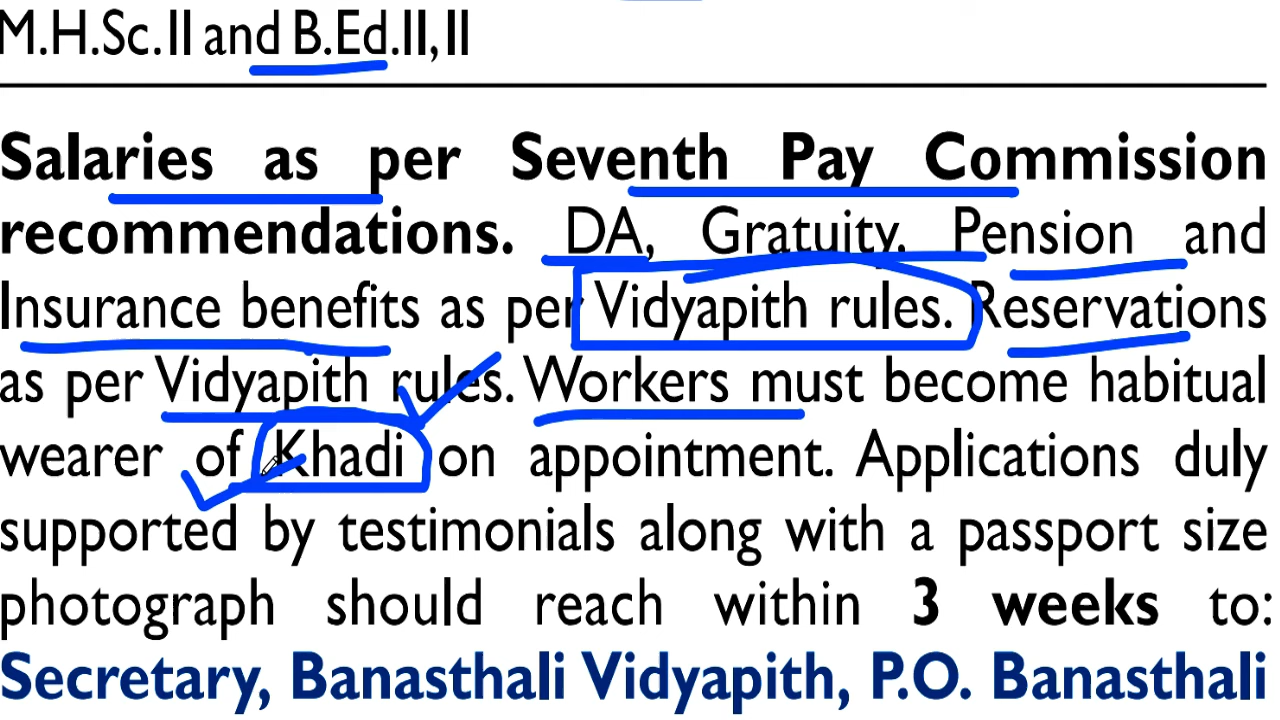 M.H.Sc.II and B.Ed.II, II
Salaries as per Seventh Pay Commission
recommendations. DA, Gratuity, Pension and
Insurance benefits as per Vidyapith rules. Reservations
as per Vidyapith rules. Workers must become habitual
wearer of Khadi on appointment. Applications duly
supported by testimonials along with a passport size
photograph should reach within 3 weeks to:
Secretary, Banasthali Vidyapith, P.O. Banasthali